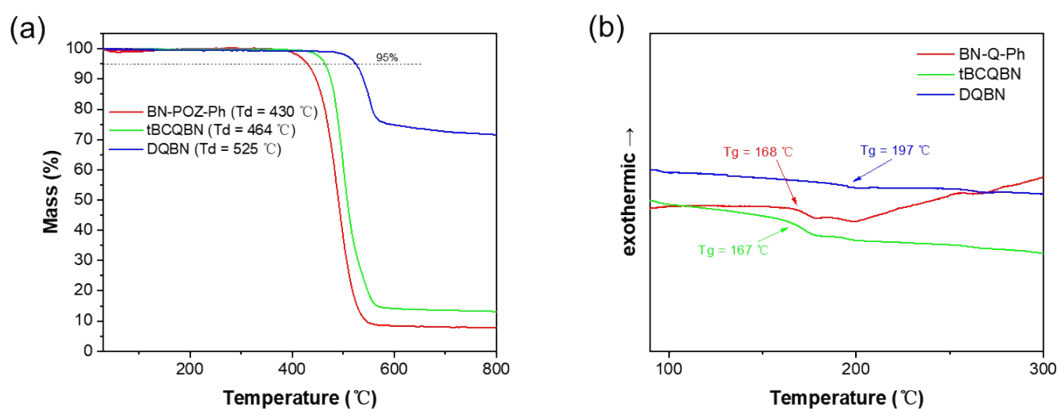 (a)
100
90
80
70
60
50
40
30
20
10
0
Mass (%)
95%
BN-POZ-Ph (Td = 430 ℃)
tBCQBN (Td = 464 ℃)
DQBN (Td = 525 ℃)
200
400
600
800
Temperature (℃)
(b)
exothermic →
BN-Q-Ph
tBCQBN
DQBN
Tg = 168 ℃
Tg = 197 ℃
Tg = 167 ℃
100
200
300
Temperature (℃)